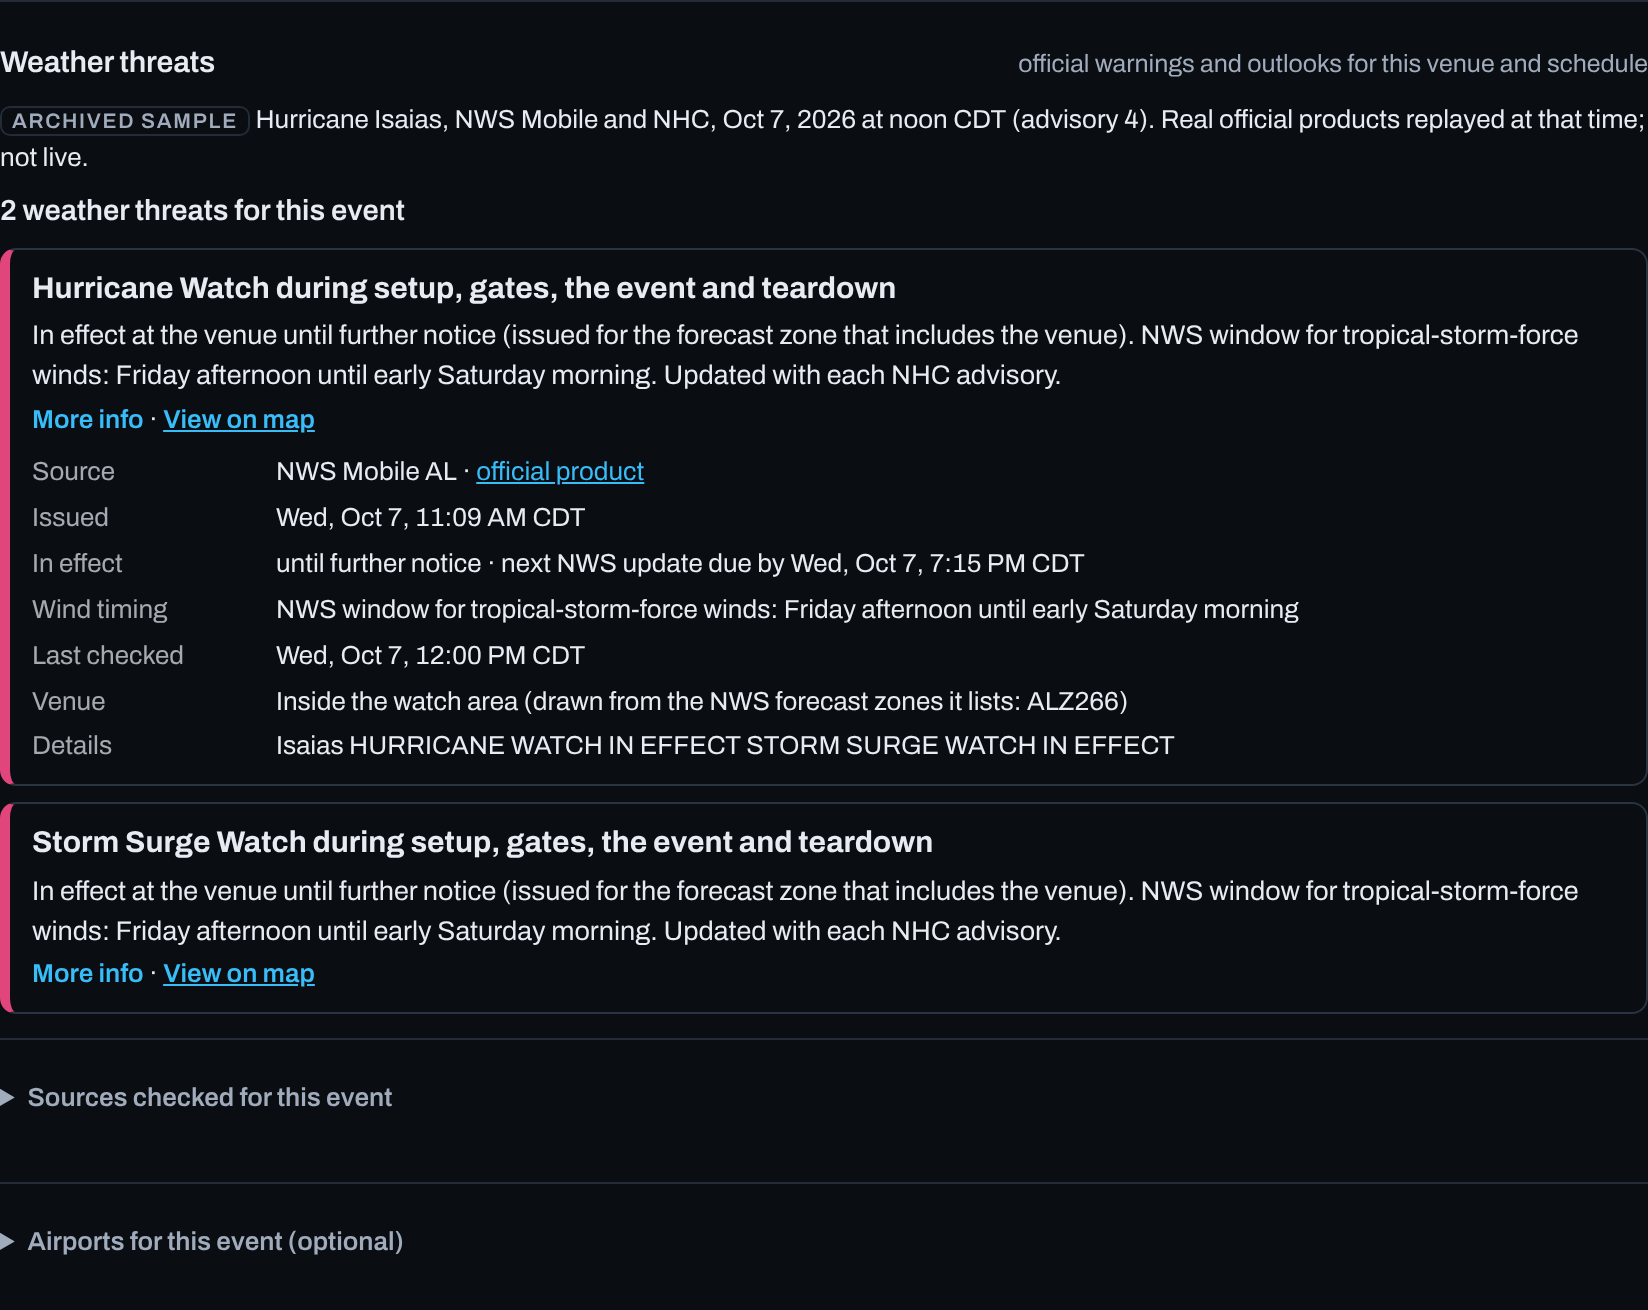 Weather threats
official warnings and outlooks for this venue and schedule
ARCHIVED SAMPLE Hurricane Isaias, NWS Mobile and NHC, Oct 7, 2026 at noon CDT (advisory 4). Real official products replayed at that time;
not live.
2 weather threats for this event
Hurricane Watch during setup, gates, the event and teardown
In effect at the venue until further notice (issued for the forecast zone that includes the venue). NWS window for tropical-storm-force
winds: Friday afternoon until early Saturday morning. Updated with each NHC advisory.
More info · View on map
Source NWS Mobile AL · official product
Issued Wed, Oct 7, 11:09 AM CDT
In effect until further notice · next NWS update due by Wed, Oct 7, 7:15 PM CDT
Wind timing NWS window for tropical-storm-force winds: Friday afternoon until early Saturday morning
Last checked Wed, Oct 7, 12:00 PM CDT
Venue Inside the watch area (drawn from the NWS forecast zones it lists: ALZ266)
Details Isaias HURRICANE WATCH IN EFFECT STORM SURGE WATCH IN EFFECT
Storm Surge Watch during setup, gates, the event and teardown
In effect at the venue until further notice (issued for the forecast zone that includes the venue). NWS window for tropical-storm-force
winds: Friday afternoon until early Saturday morning. Updated with each NHC advisory.
More info · View on map
Sources checked for this event
Airports for this event (optional)